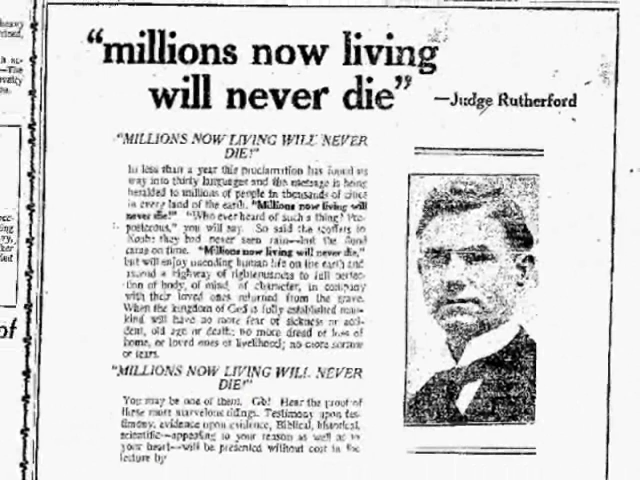 "millions now living
will never die"
—Judge Rutherford
"MILLIONS NOW LIVING WILL NEVER
DIE!"
In less than a year this proclamation has found its
way into thirty languages and the message is being
heralded to millions of people in thousands of cities
in every land of the earth. "Millions now living will
never die!" "Who ever heard of such a thing! Pre-
posterous," you will say. So said the scoffers to
Noah: they had never seen rain—but the flood
came on time. "Millions now living will never die,"
but will enjoy unending human life on the earth and
ascend a highway of righteousness to full perfec-
tion of body, of mind, of character, in company
with their loved ones returned from the grave.
When the kingdom of God is fully established man-
kind will have no more fear of sickness or acci-
dent, old age or death; no more dread of loss of
home, or loved ones or livelihood; no more sorrow
or tears.
"MILLIONS NOW LIVING WILL NEVER
DIE!"
You may be one of them. Go! Hear the proof of
these most marvelous tidings. Testimony upon tes-
timony, evidence upon evidence, Biblical, historical,
scientific—appealing to your reason as well as to
your heart—will be presented without cost in the
lecture by
of